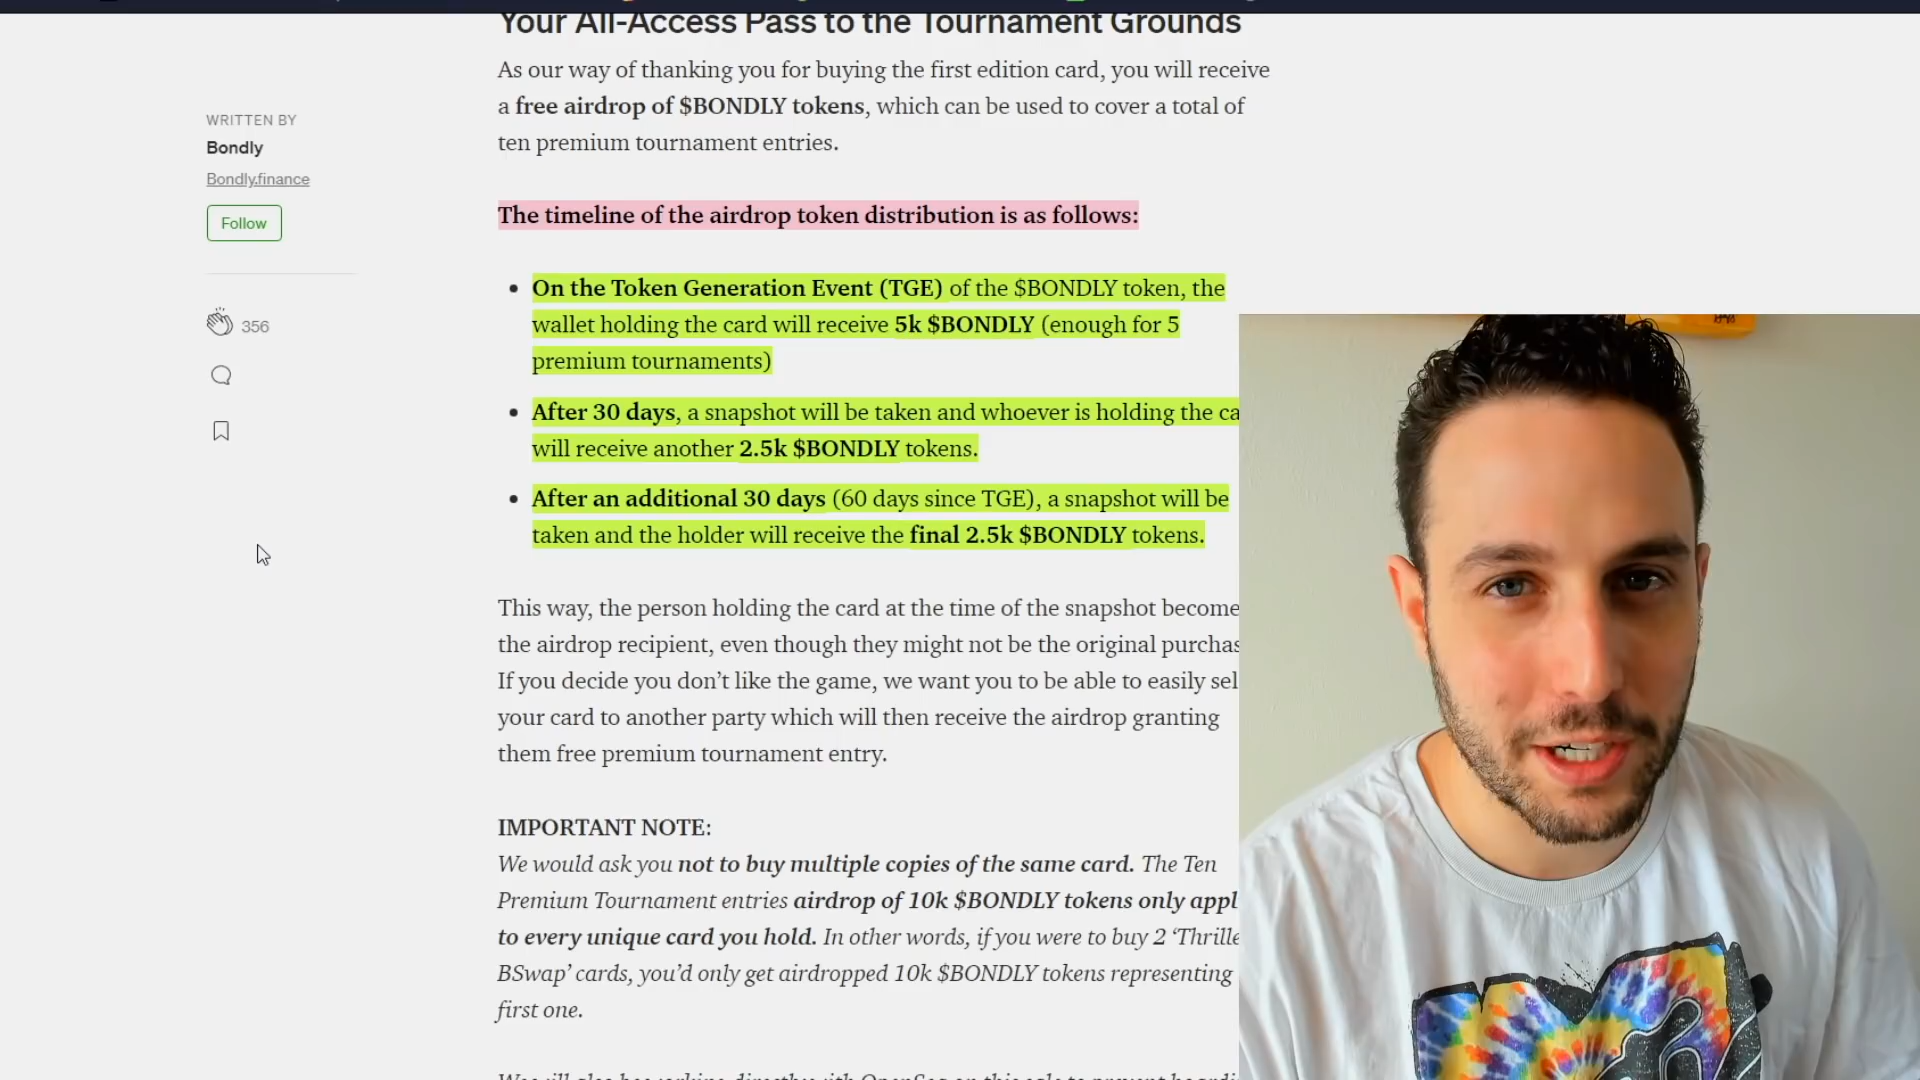 Your All-Access Pass to the Tournament Grounds
As our way of thanking you for buying the first edition card, you will receive
a free airdrop of $BONDLY tokens, which can be used to cover a total of
ten premium tournament entries.
WRITTEN BY
Bondly
Bondly.finance
Follow
356
The timeline of the airdrop token distribution is as follows:
On the Token Generation Event (TGE) of the $BONDLY token, the
wallet holding the card will receive 5k $BONDLY (enough for 5
premium tournaments)
After 30 days, a snapshot will be taken and whoever is holding the ca
will receive another 2.5k $BONDLY tokens.
After an additional 30 days (60 days since TGE), a snapshot will be
taken and the holder will receive the final 2.5k $BONDLY tokens.
This way, the person holding the card at the time of the snapshot become
the airdrop recipient, even though they might not be the original purchas
If you decide you don’t like the game, we want you to be able to easily sel
your card to another party which will then receive the airdrop granting
them free premium tournament entry.
IMPORTANT NOTE:
We would ask you not to buy multiple copies of the same card. The Ten
Premium Tournament entries airdrop of 10k $BONDLY tokens only appl
to every unique card you hold. In other words, if you were to buy 2 ‘Thrille
BSwap’ cards, you’d only get airdropped 10k $BONDLY tokens representing
first one.